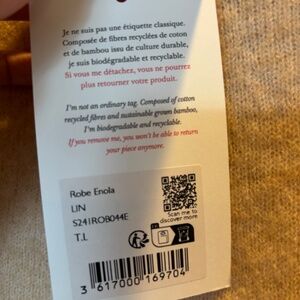 Je ne suis pas une étiquette classique.
Composée de fibres recyclées de coton
et de bambou issu de culture durable,
je suis biodégradable et recyclable.
Si vous me détachez, vous ne pourrez
plus retourner votre produit.
I'm not an ordinary tag. Composed of cotton
recycled fibres and sustainable grown bamboo,
I'm biodegradable and recyclable.
If you remove me, you won't be able to return
your piece anymore.
Robe Enola
LIN
S241ROB044E
T.L
Scan me to
discover more
3 617000 169704